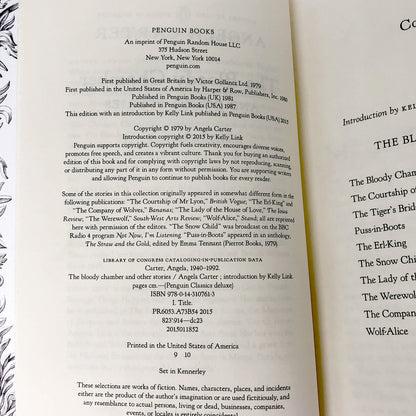 PENGUIN BOOKS
An imprint of Penguin Random House LLC
375 Hudson Street
New York, New York 10014
penguin.com
First published in Great Britain by Victor Gollancz Ltd. 1979
First published in the United States of America by Harper & Row, Publishers, Inc. 1980
Published in Penguin Books (UK) 1981
Published in Penguin Books (USA) 1987
This edition with an introduction by Kelly Link published in Penguin Books (USA) 2015
Copyright © 1979 by Angela Carter
Introduction copyright © 2015 by Kelly Link
Penguin supports copyright. Copyright fuels creativity, encourages diverse voices,
promotes free speech, and creates a vibrant culture. Thank you for buying an authorized
edition of this book and for complying with copyright laws by not reproducing, scanning,
or distributing any part of it in any form without permission. You are supporting writers
and allowing Penguin to continue to publish books for every reader.
Some of the stories in this collection originally appeared in somewhat different form in the
following publications: "The Courtship of Mr Lyon," British Vogue; "The Erl-King" and
"The Company of Wolves," Bananas; "The Lady of the House of Love," The Iowa
Review; "The Werewolf," South-West Arts Review; "Wolf-Alice," Stand; all are reprinted
here with permission of the editors. "The Snow Child" was broadcast on the BBC
Radio 4 program Not Now, I'm Listening. "Puss-in-Boots" appeared in an anthology,
The Straw and the Gold, edited by Emma Tennant (Pierrot Books, 1979).
LIBRARY OF CONGRESS CATALOGING-IN-PUBLICATION DATA
Carter, Angela, 1940–1992.
The bloody chamber and other stories / Angela Carter ; introduction by Kelly Link
pages cm.—(Penguin Classics deluxe)
ISBN 978-0-14-310761-3
I. Title.
PR6053.A73B54 2015
823'.914—dc23
2015011852
Printed in the United States of America
9 10
Set in Kennerley
These selections are works of fiction. Names, characters, places, and incidents
either are the product of the author's imagination or are used fictitiously, and
any resemblance to actual persons, living or dead, businesses, companies,
events, or locales is entirely coincidental.
Co
Introduction by KEL
THE BL
The Bloody Cham
The Courtship of
The Tiger's Bride
Puss-in-Boots
The Erl-King
The Snow Child
The Lady of the
The Werewolf
The Company
Wolf-Alice